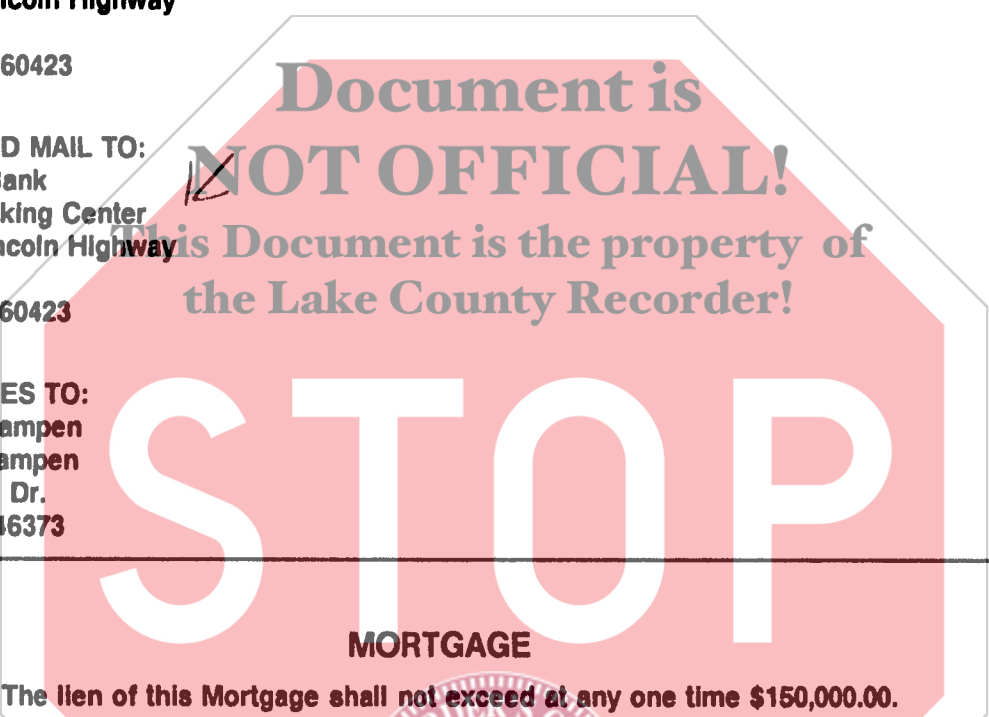 Highway
60423
Document is
D MAIL TO:
NOT OFFICIAL!
Bank
king Center
This Document is the property of
ncoln Highway
the Lake County Recorder!
60423
ES TO:
ampen
ampen
Dr.
46373
STOP
MORTGAGE
The lien of this Mortgage shall not exceed at any one time $150,000.00.